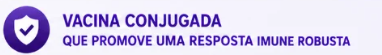 VACINA CONJUGADA
QUE PROMOVE UMA RESPOSTA IMUNE ROBUSTA